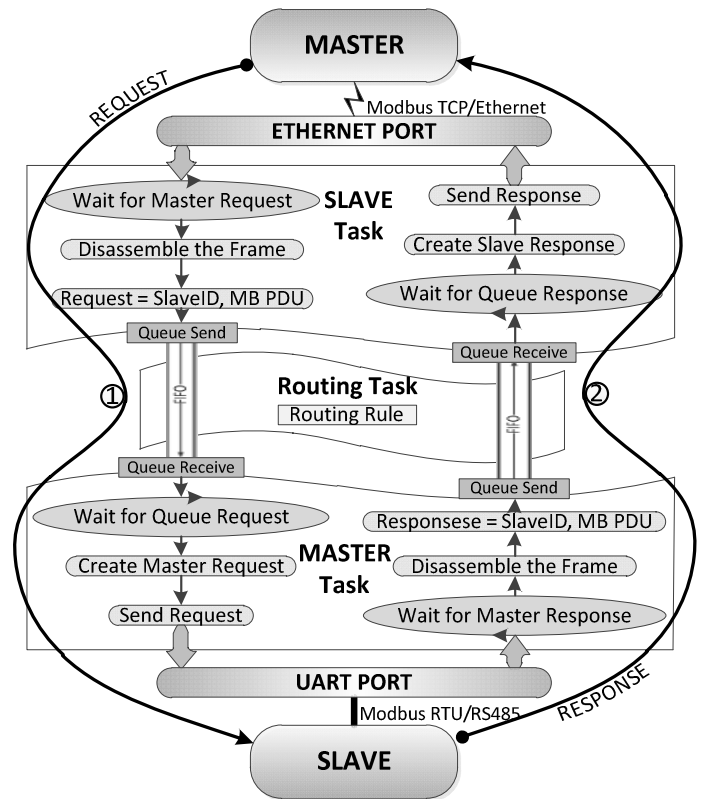 MASTER
REQUEST
Modbus TCP/Ethernet
ETHERNET PORT
Wait for Master Request
SLAVE
Task
Send Response
Disassemble the Frame
Create Slave Response
Request = SlaveID, MB PDU
Wait for Queue Response
Queue Send
Queue Receive
FIFO
Routing Task
Routing Rule
1
2
FIFO
Queue Receive
Queue Send
Wait for Queue Request
Responsese = SlaveID, MB PDU
MASTER
Task
Create Master Request
Disassemble the Frame
Send Request
Wait for Master Response
UART PORT
Modbus RTU/RS485
RESPONSE
SLAVE